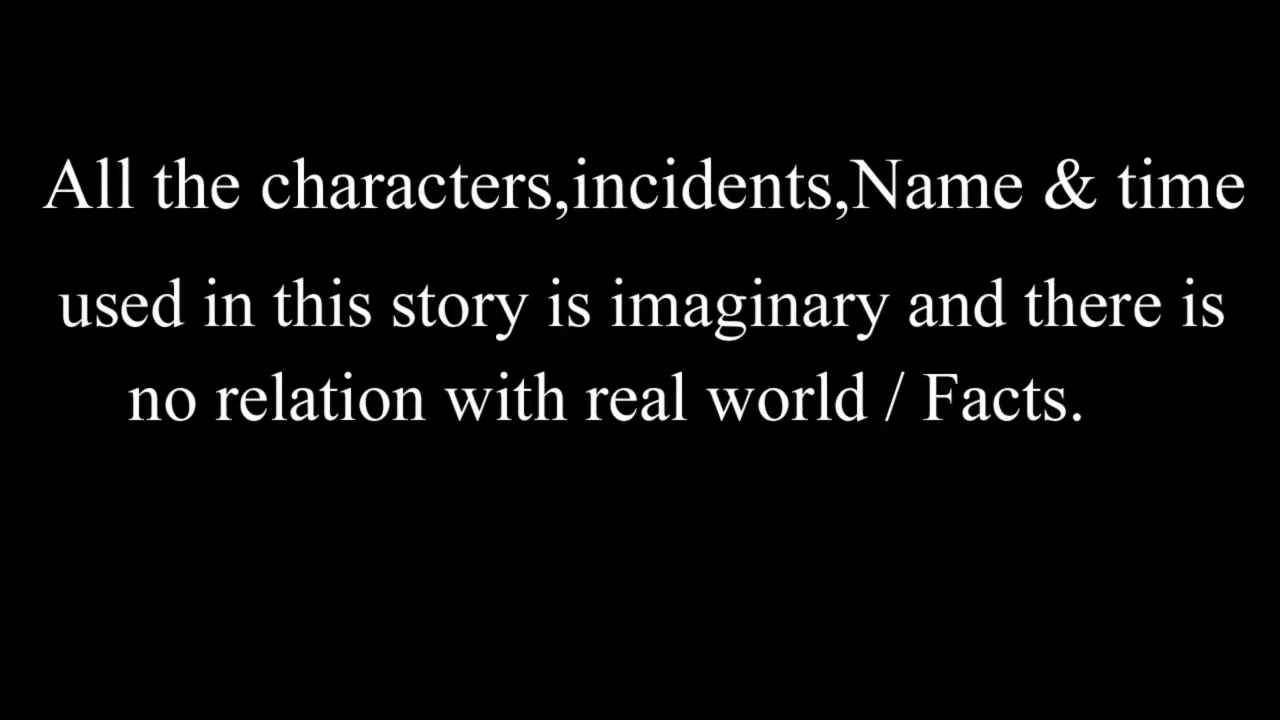 All the characters,incidents,Name & time
used in this story is imaginary and there is
no relation with real world / Facts.